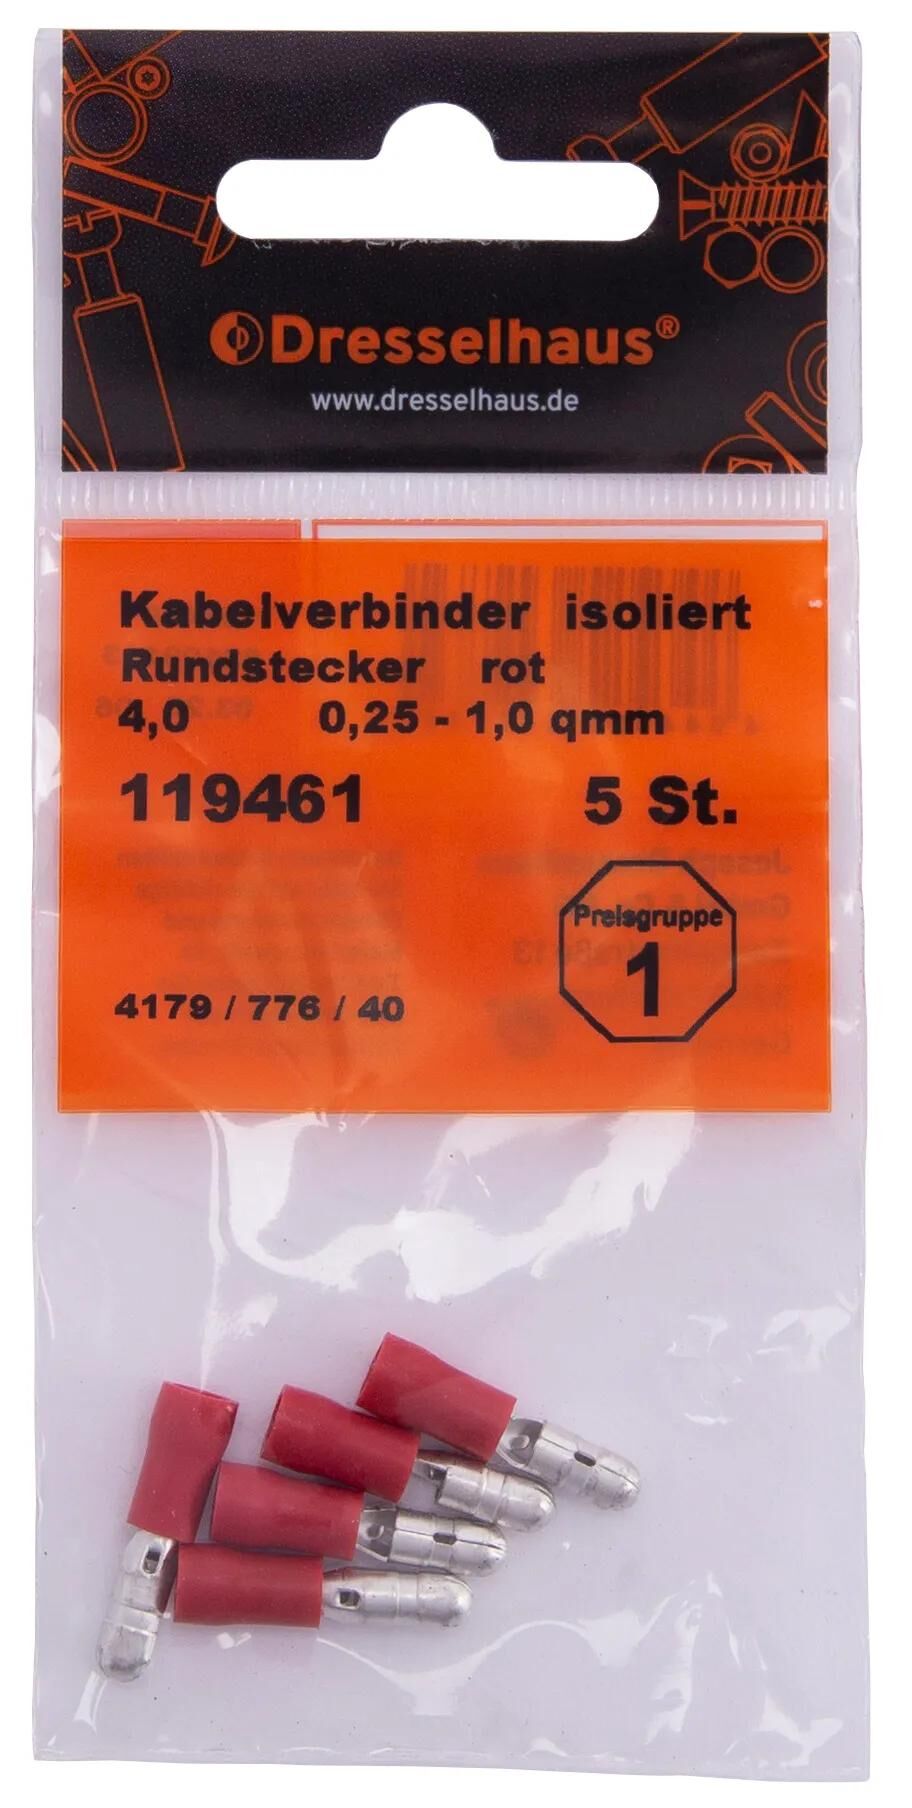 Dresselhaus®
www.dresselhaus.de
Kabelverbinder isoliert
Rundstecker rot
4,0 0,25 - 1,0 qmm
119461 5 St.
Preisgruppe
1
4179 / 776 / 40